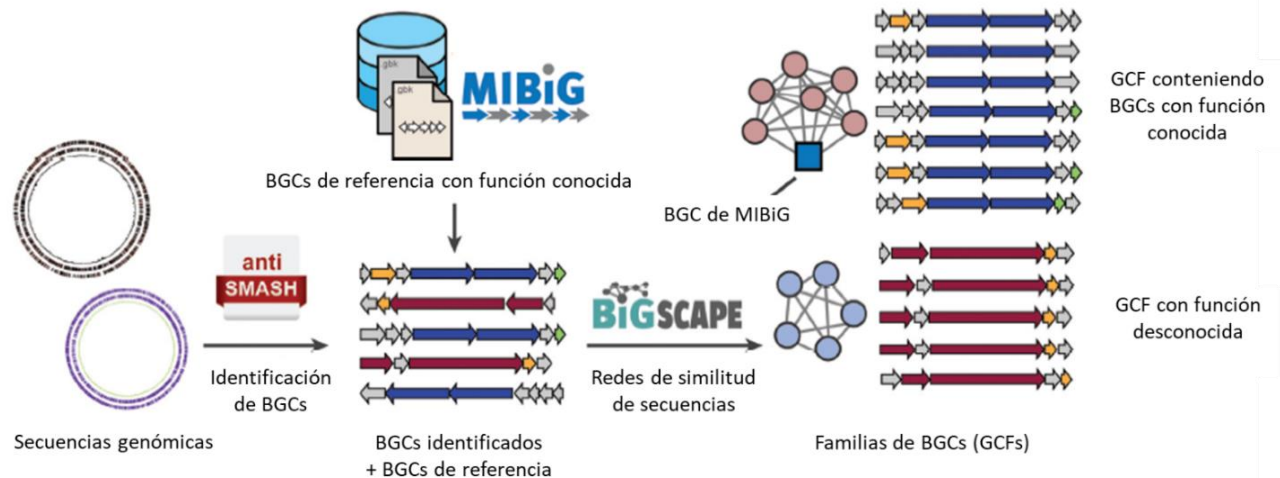 gbk
gbk
MIBiG
BGCs de referencia con función conocida
anti
SMASH
Identificación
de BGCs
Secuencias genómicas
BGCs identificados
+ BGCs de referencia
BiGSCAPE
Redes de similitud
de secuencias
BGC de MIBiG
GCF conteniendo
BGCs con función
conocida
GCF con función
desconocida
Familias de BGCs (GCFs)